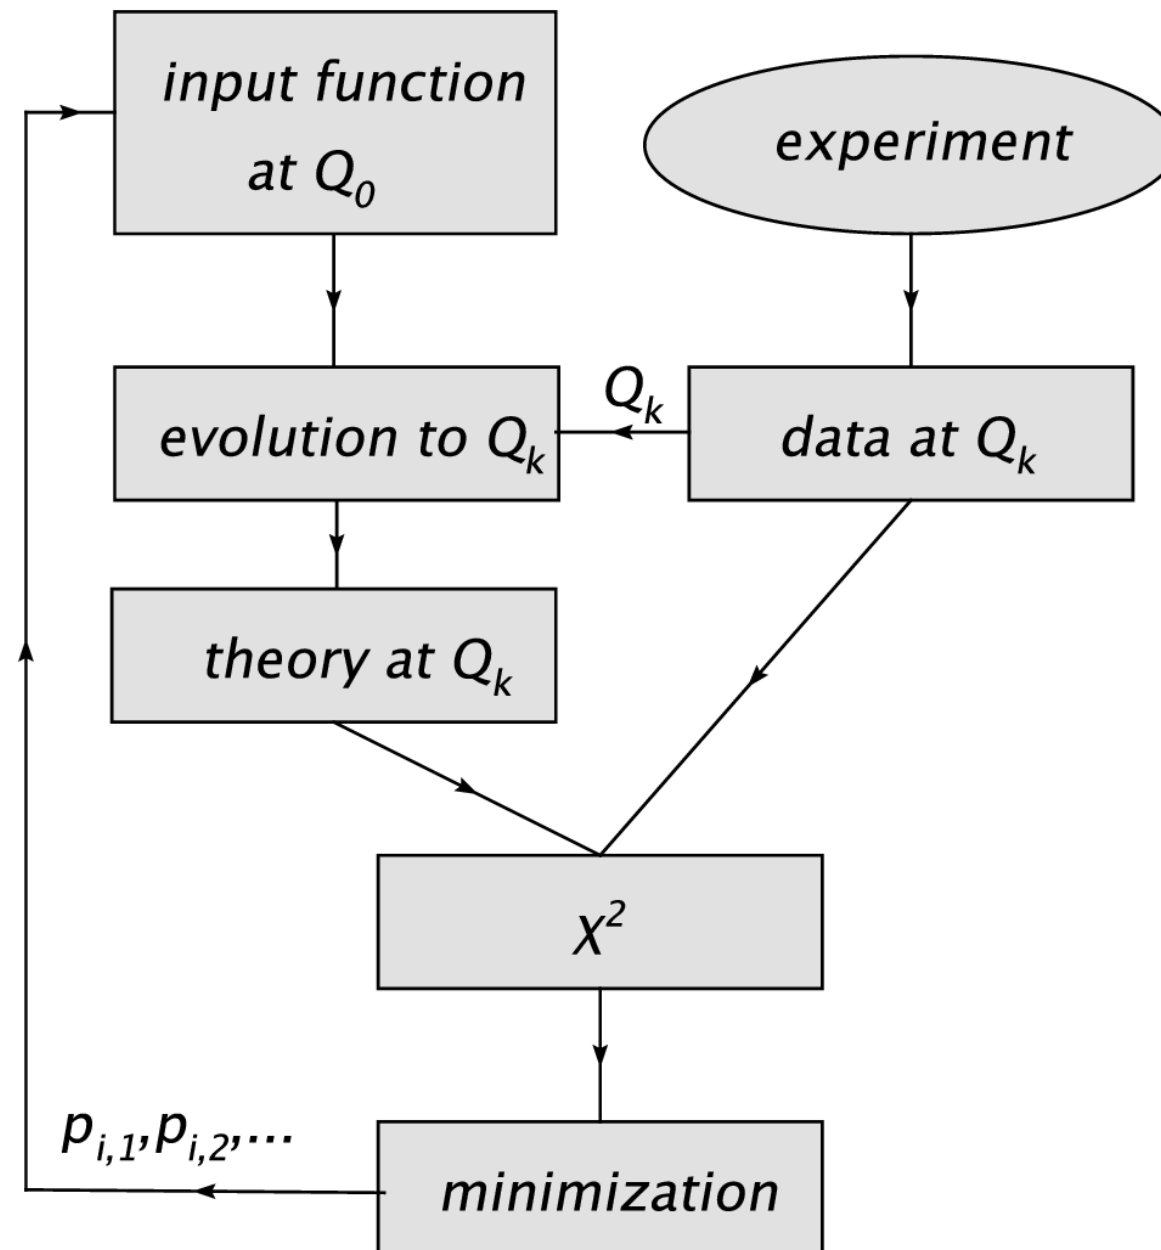 input function
at Q₀
experiment
Qₖ
evolution to Qₖ
data at Qₖ
theory at Qₖ
χ²
pᵢ,₁,pᵢ,₂,...
minimization